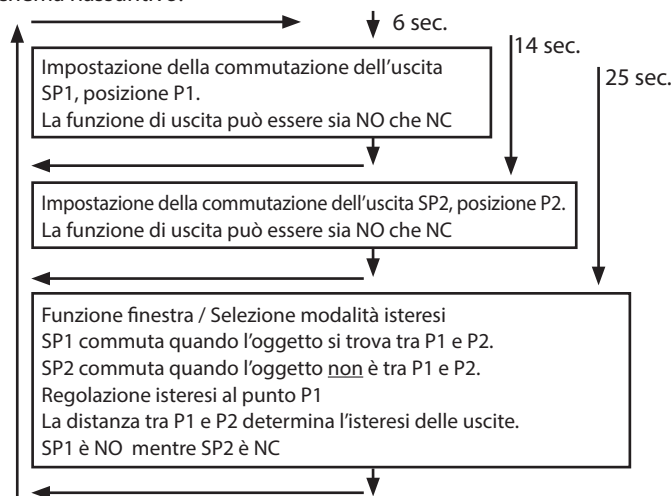 schema riassuntivo:
6 sec.
14 sec.
25 sec.
Impostazione della commutazione dell'uscita
SP1, posizione P1.
La funzione di uscita può essere sia NO che NC
Impostazione della commutazione dell'uscita SP2, posizione P2.
La funzione di uscita può essere sia NO che NC
Funzione finestra / Selezione modalità isteresi
SP1 commuta quando l'oggetto si trova tra P1 e P2.
SP2 commuta quando l'oggetto non è tra P1 e P2.
Regolazione isteresi al punto P1
La distanza tra P1 e P2 determina l'isteresi delle uscite.
SP1 è NO mentre SP2 è NC